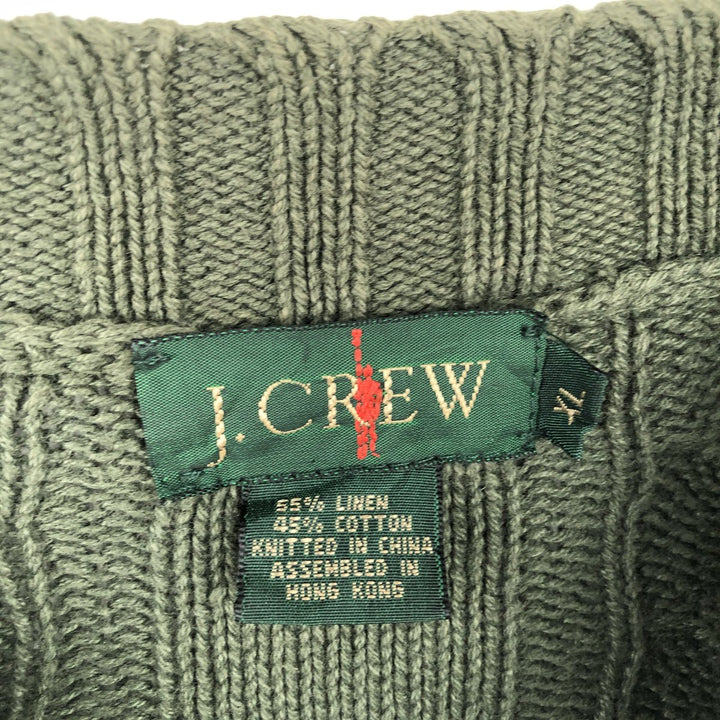 J.CREW
XL
55% LINEN
45% COTTON
KNITTED IN CHINA
ASSEMBLED IN
HONG KONG